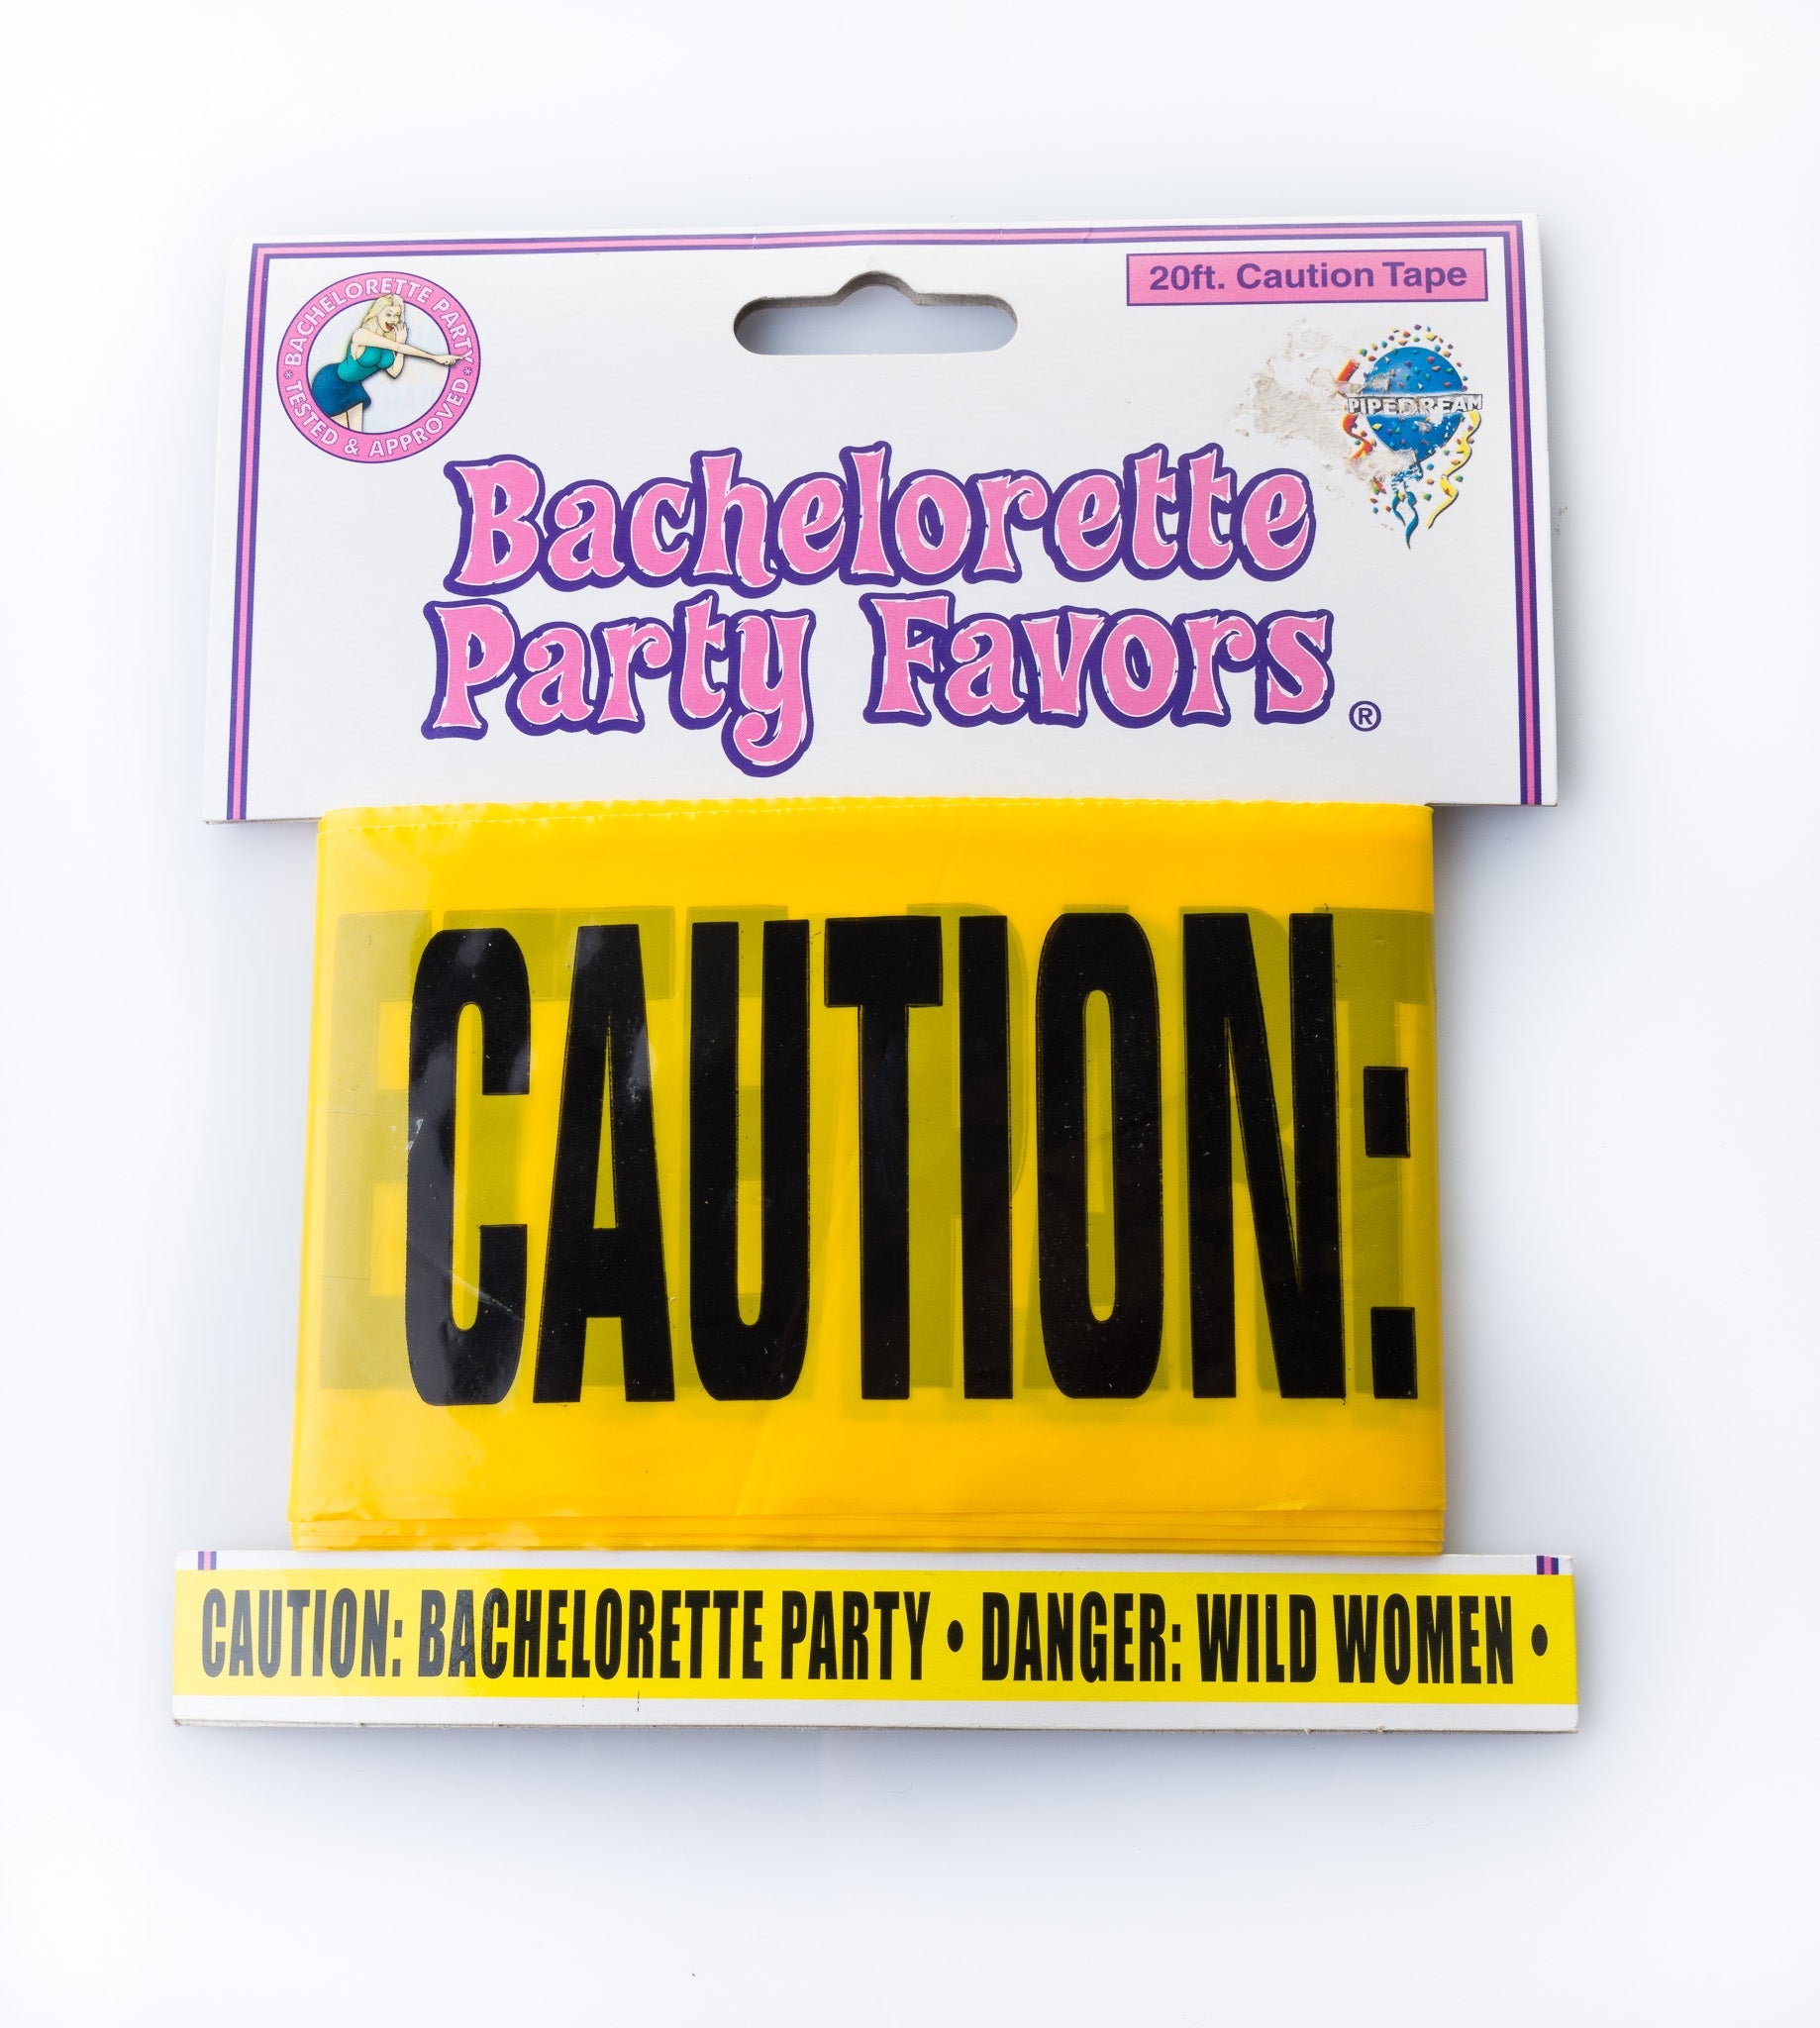 BACHELORETTE PARTY
* TESTED & APPROVED *
20ft. Caution Tape
PIPEDREAM
Bachelorette
Party Favors®
CAUTION:
CAUTION: BACHELORETTE PARTY • DANGER: WILD WOMEN •